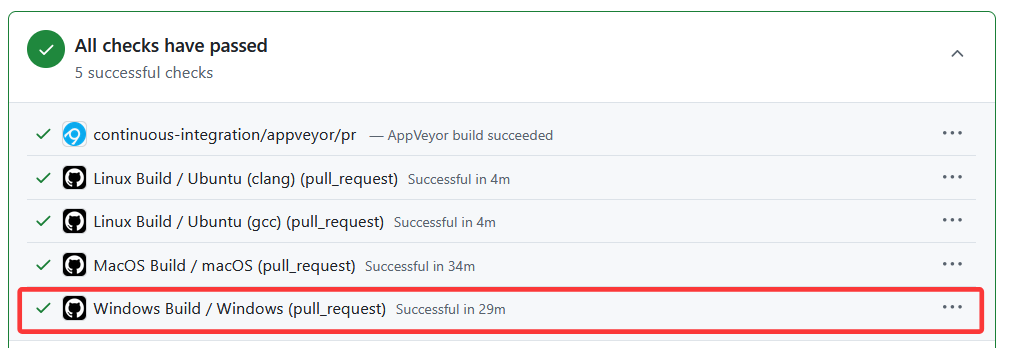 All checks have passed
5 successful checks
continuous-integration/appveyor/pr — AppVeyor build succeeded
Linux Build / Ubuntu (clang) (pull_request) Successful in 4m
Linux Build / Ubuntu (gcc) (pull_request) Successful in 4m
MacOS Build / macOS (pull_request) Successful in 34m
Windows Build / Windows (pull_request) Successful in 29m